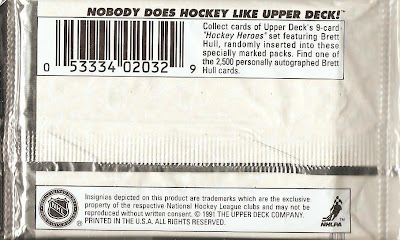 NOBODY DOES HOCKEY LIKE UPPER DECK!™
Collect cards of Upper Deck's 9-card
"Hockey Heroes" set featuring Brett
Hull, randomly inserted into these
specially marked packs. Find one of
the 2,500 personally autographed Brett
Hull cards.
0 53334 02032 9
Insignias depicted on this product are trademarks which are the exclusive
property of the respective National Hockey League clubs and may not be
reproduced without written consent. © 1991 THE UPPER DECK COMPANY.
PRINTED IN THE U.S.A. ALL RIGHTS RESERVED.
NHLPA